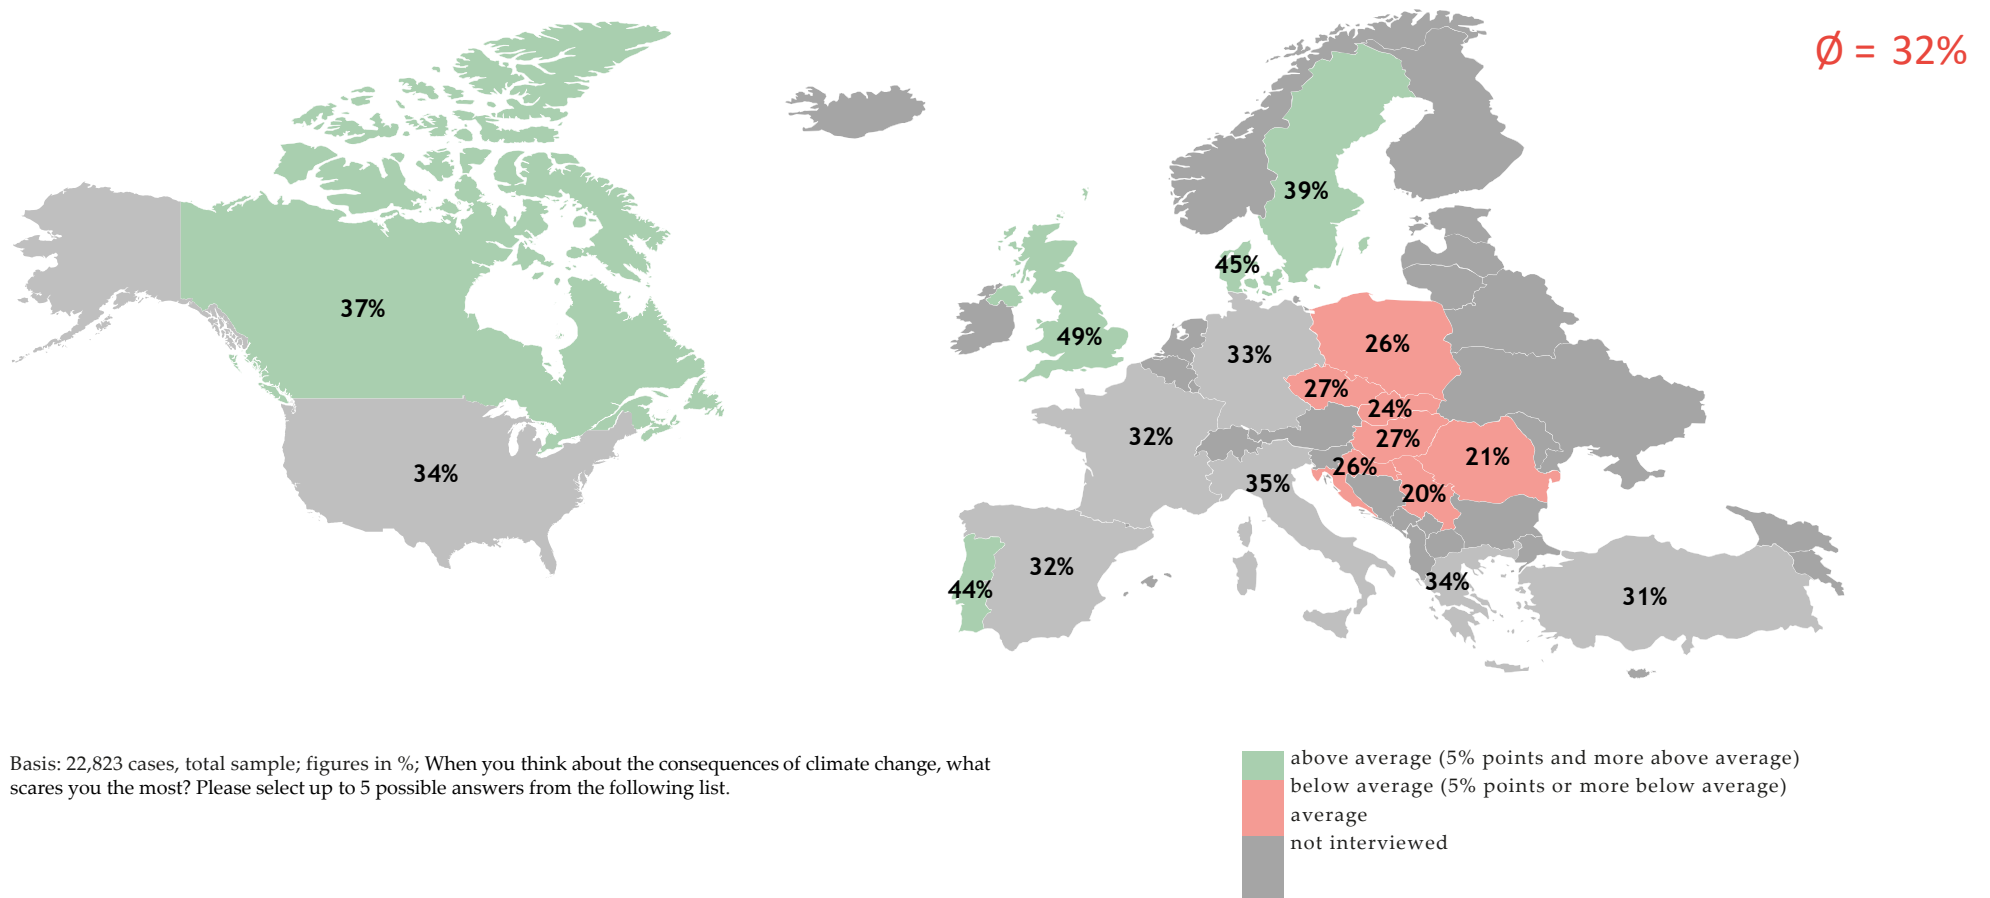 Ø = 32%
39%
45%
37%
49%
33%
26%
27%
24%
32%
27%
21%
26%
34%
35%
20%
32%
34%
44%
31%
Basis: 22,823 cases, total sample; figures in %; When you think about the consequences of climate change, what
scares you the most? Please select up to 5 possible answers from the following list.
above average (5% points and more above average)
below average (5% points or more below average)
average
not interviewed